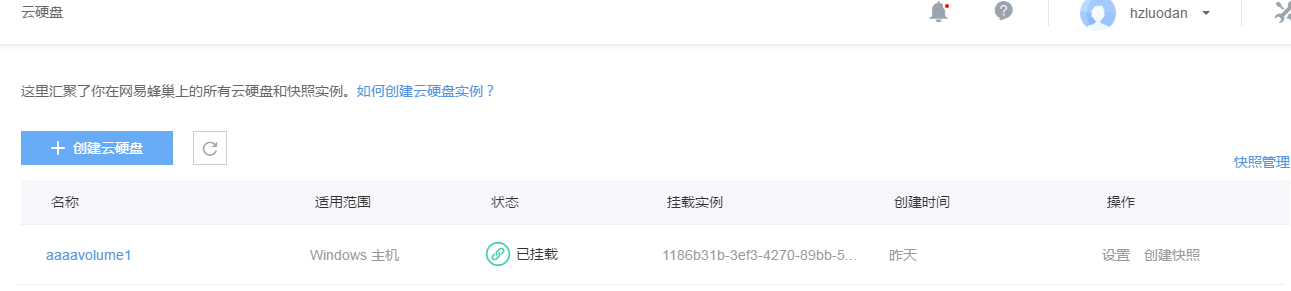 云硬盘
hzluodan
这里汇聚了你在网易蜂巢上的所有云硬盘和快照实例。如何创建云硬盘实例？
创建云硬盘
快照管理
名称 适用范围 状态 挂载实例 创建时间 操作
aaaavolume1 Windows 主机 已挂载 1186b31b-3ef3-4270-89bb-5... 昨天 设置 创建快照